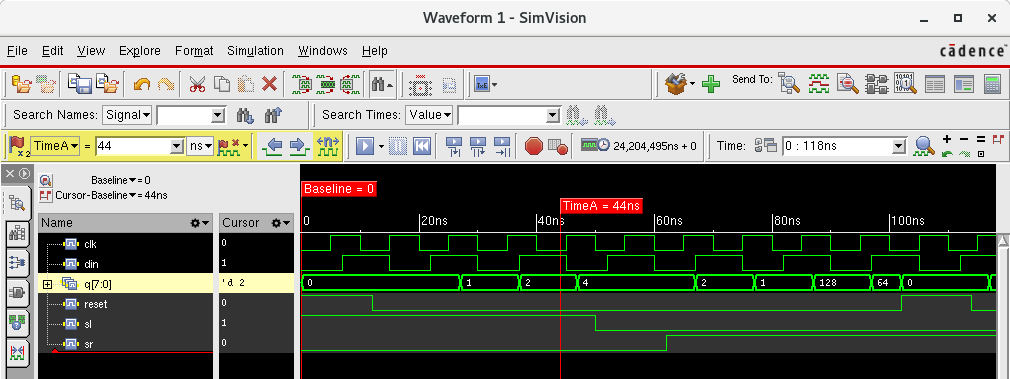 Waveform 1 - SimVision
File Edit View Explore Format Simulation Windows Help
cādence™
Send To:
Search Names: Signal Search Times: Value
x2 TimeA = 44 ns 24,204,495ns + 0 Time: 0 : 118ns
Baseline = 0
Cursor-Baseline = 44ns
Baseline = 0
TimeA = 44ns
Name Cursor 0 20ns 40ns 60ns 80ns 100ns
clk 0
din 1
q[7:0] 'd 2 0 1 2 4 2 1 128 64 0
reset 0
sl 1
sr 0